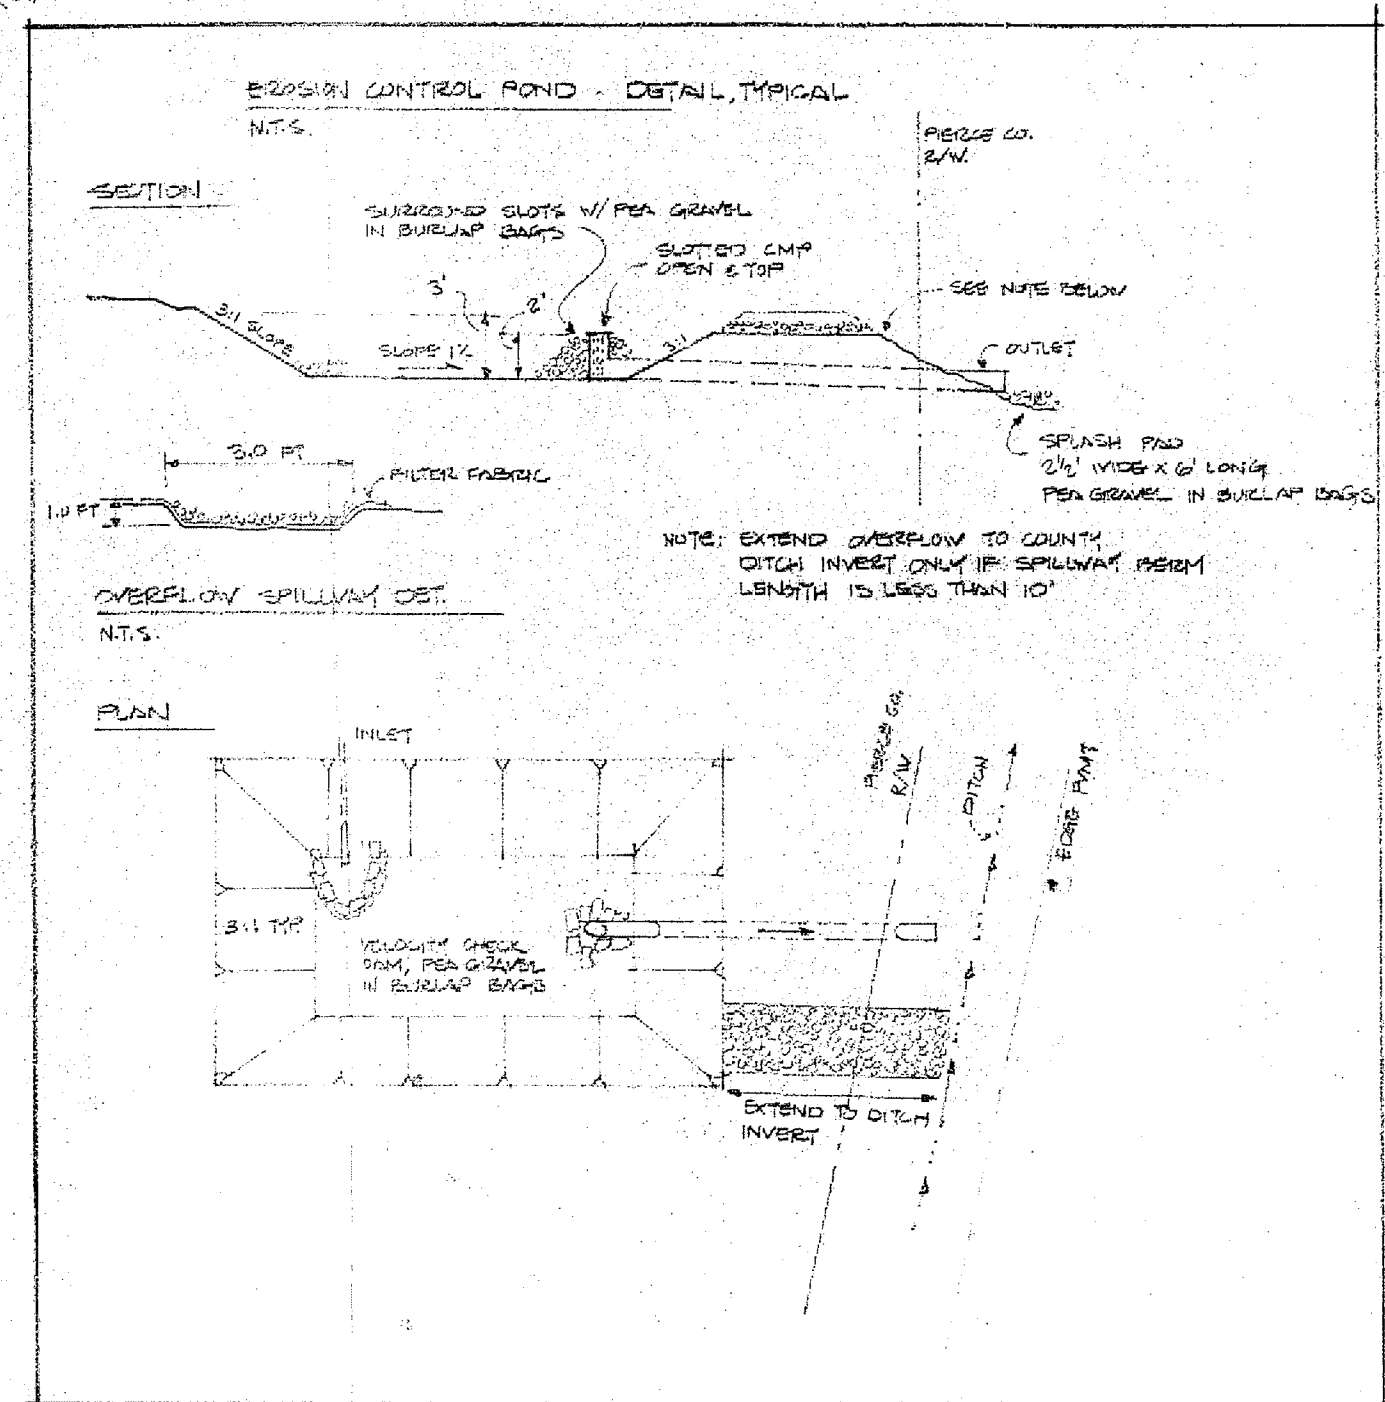 EROSION CONTROL POND - DETAIL, TYPICAL
N.T.S.
PIERCE CO.
R/W.
SECTION
SURROUND SLOTS W/ PEA GRAVEL
IN BURLAP BAGS
SLOTTED CMP
OPEN @ TOP
3'
2'
SEE NOTE BELOW
3:1 SLOPE
SLOPE 1%
3:1
OUTLET
SPLASH PAD
2½' WIDE X 6' LONG
PEA GRAVEL IN BURLAP BAGS
3.0 FT
FILTER FABRIC
1.0 FT
NOTE: EXTEND OVERFLOW TO COUNTY
DITCH INVERT ONLY IF SPILLWAY BERM
LENGTH IS LESS THAN 10'
OVERFLOW SPILLWAY DET.
N.T.S.
PLAN
INLET
PIERCE CO.
R/W
DITCH
EDGE PVMT
3:1 TYP
VELOCITY CHECK
DAM, PEA GRAVEL
IN BURLAP BAGS
EXTEND TO DITCH
INVERT